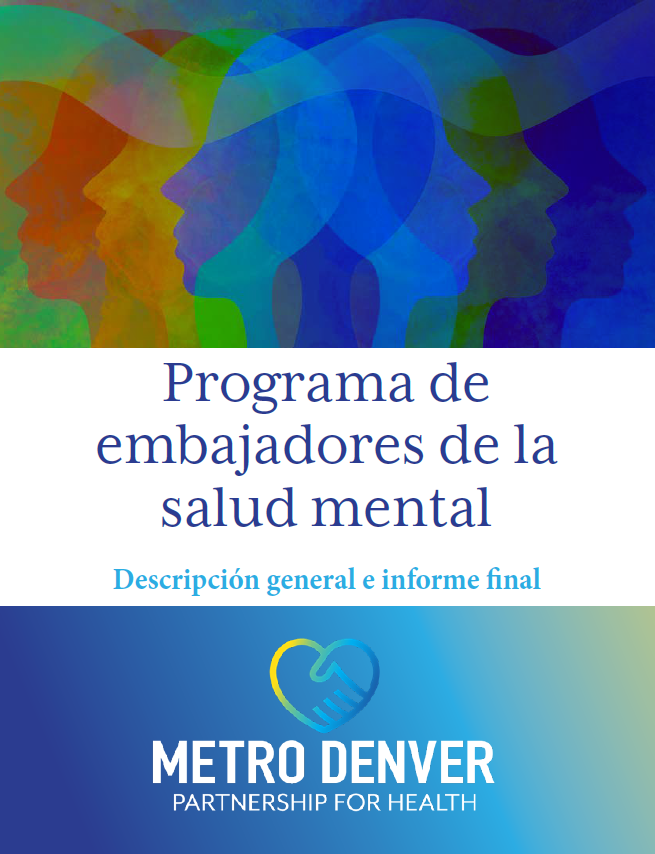 Programa de
embajadores de la
salud mental
Descripción general e informe final
METRO DENVER
PARTNERSHIP FOR HEALTH